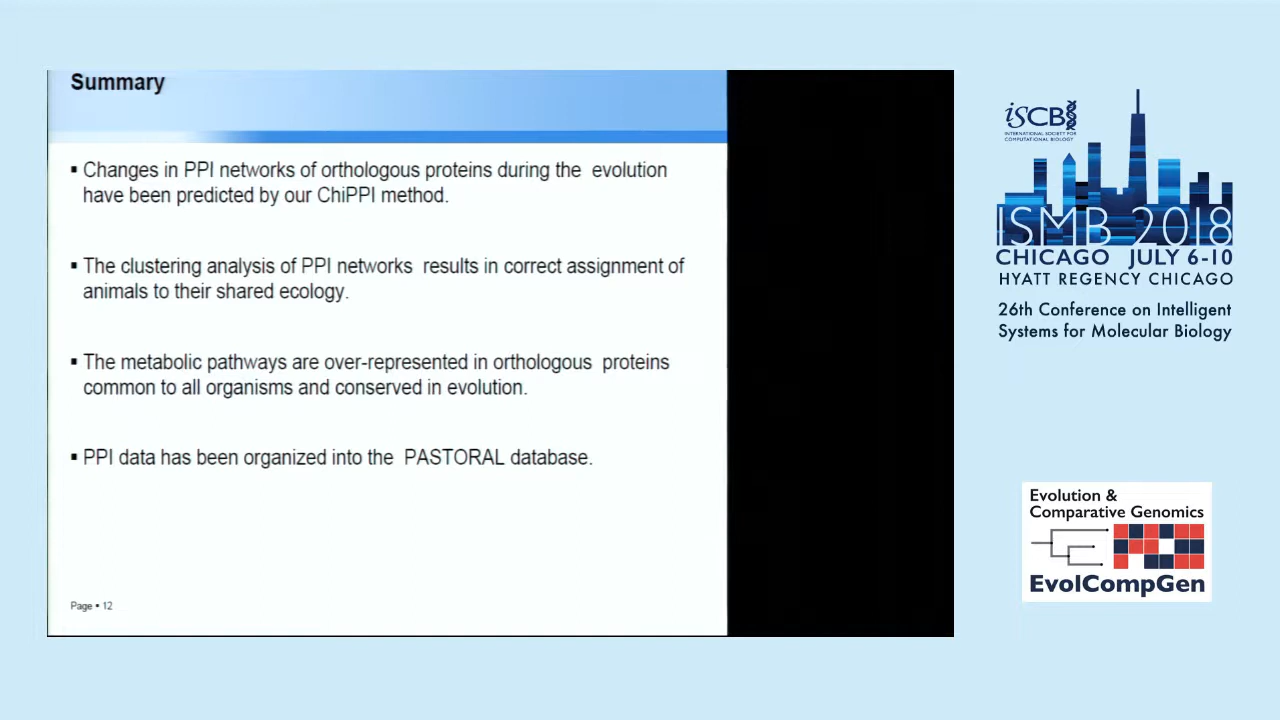 Summary
▪ Changes in PPI networks of orthologous proteins during the evolution
have been predicted by our ChiPPI method.
▪ The clustering analysis of PPI networks results in correct assignment of
animals to their shared ecology.
▪ The metabolic pathways are over-represented in orthologous proteins
common to all organisms and conserved in evolution.
▪ PPI data has been organized into the PASTORAL database.
Page ▪ 12
ISCB
INTERNATIONAL SOCIETY FOR
COMPUTATIONAL BIOLOGY
ISMB 2018
CHICAGO JULY 6-10
HYATT REGENCY CHICAGO
26th Conference on Intelligent
Systems for Molecular Biology
Evolution &
Comparative Genomics
EvolCompGen